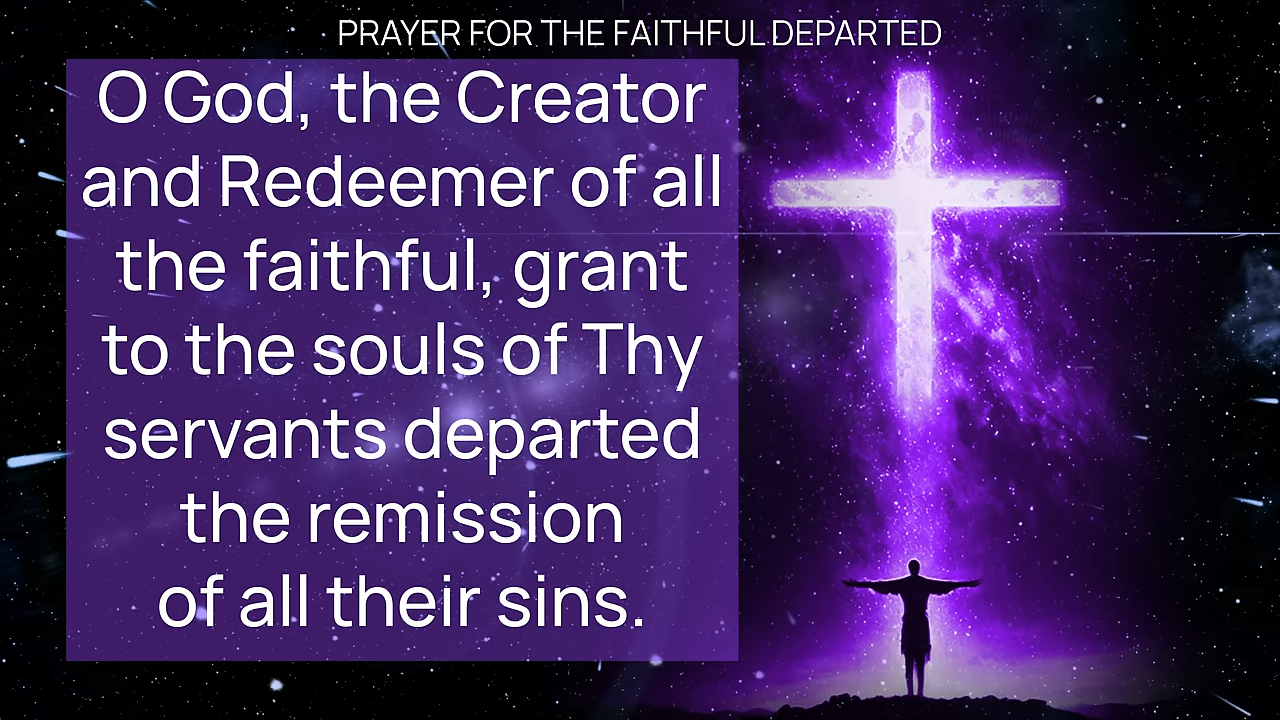 PRAYER FOR THE FAITHFUL DEPARTED
O God, the Creator
and Redeemer of all
the faithful, grant
to the souls of Thy
servants departed
the remission
of all their sins.